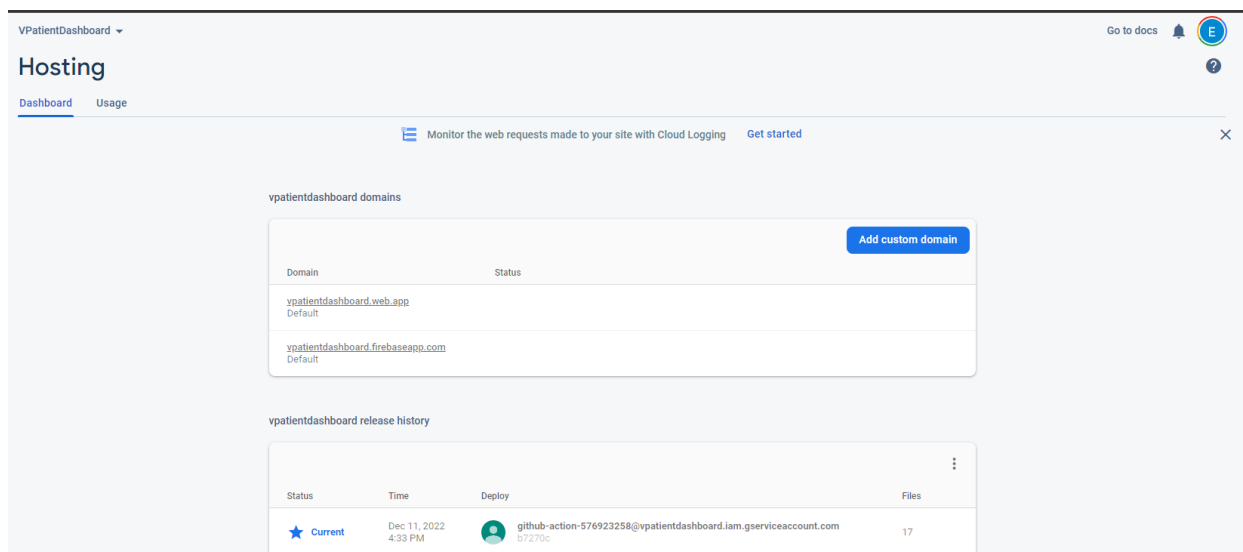 VPatientDashboard
Go to docs
E
Hosting
Dashboard Usage
Monitor the web requests made to your site with Cloud Logging Get started
vpatientdashboard domains
Add custom domain
Domain Status
vpatientdashboard.web.app
Default
vpatientdashboard.firebaseapp.com
Default
vpatientdashboard release history
Status Time Deploy Files
Current Dec 11, 2022 github-action-576923258@vpatientdashboard.iam.gserviceaccount.com 17
4:33 PM b7270c